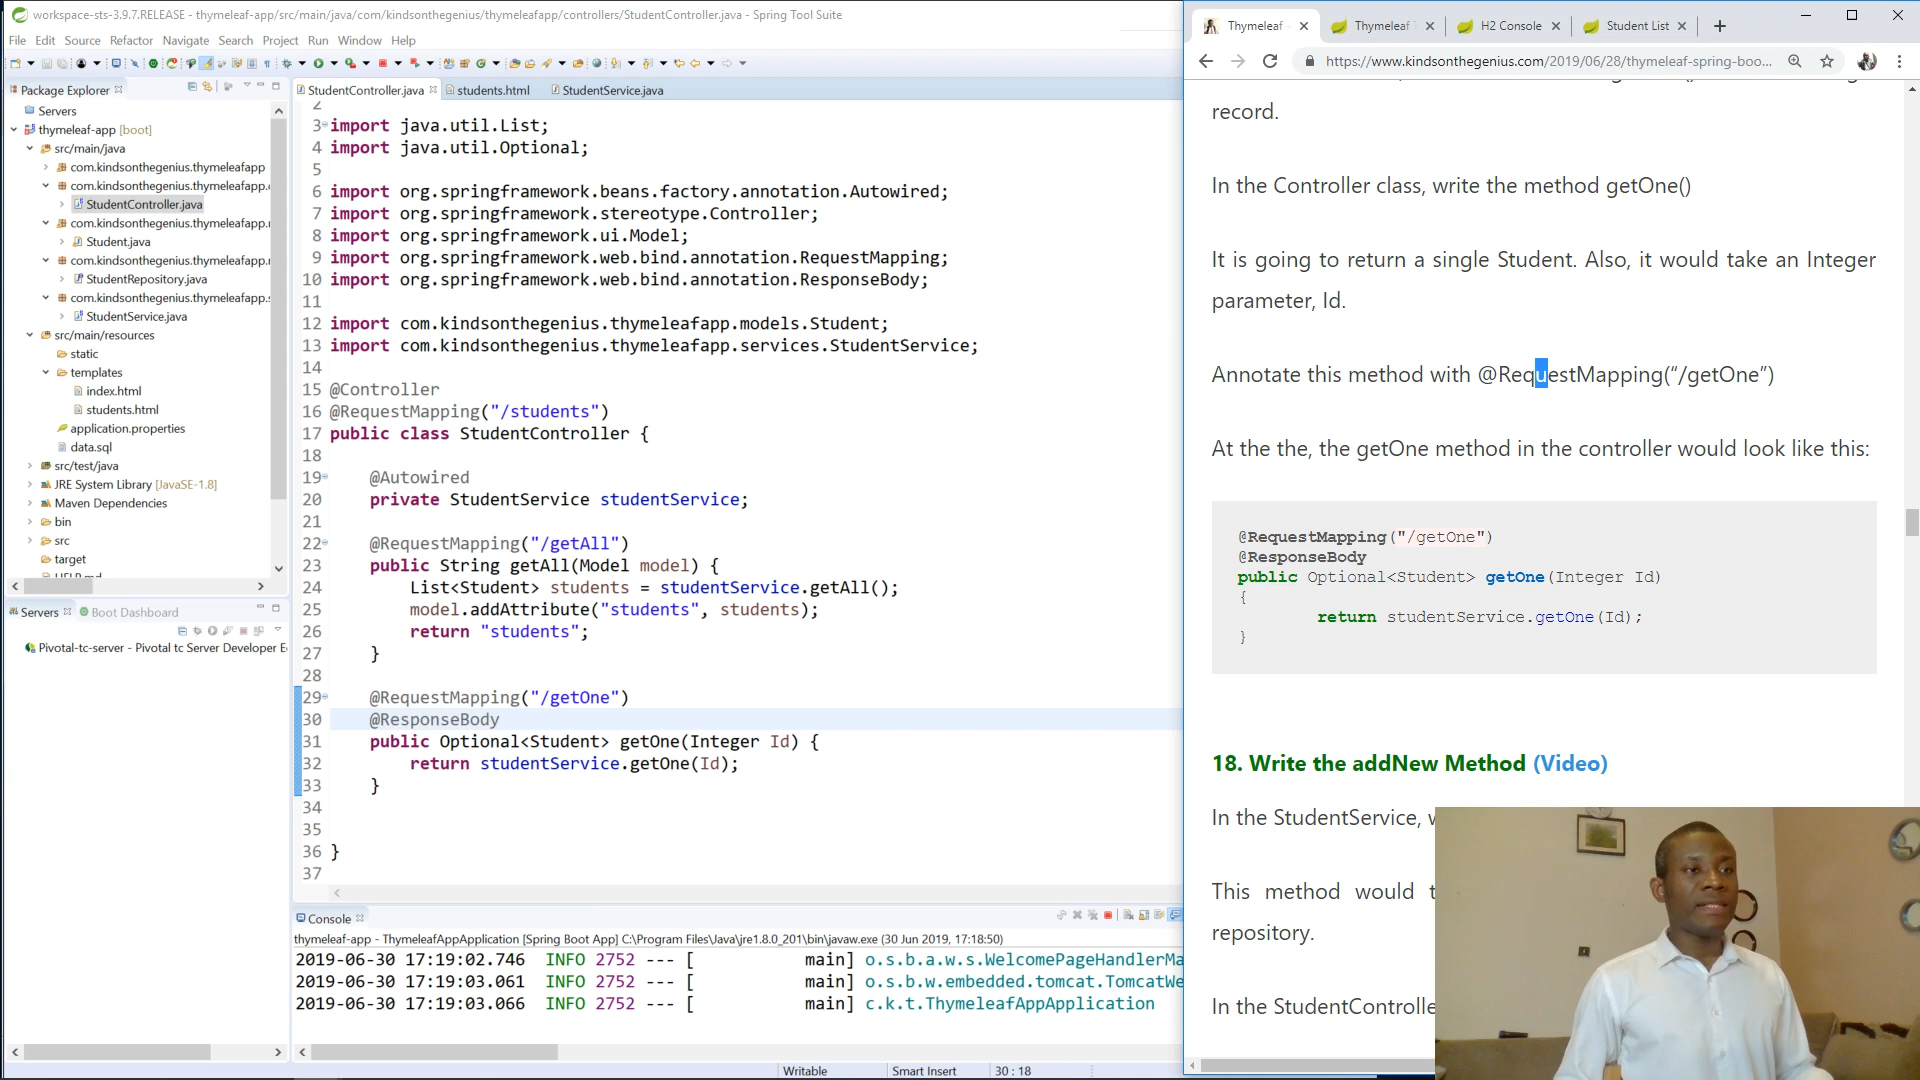 workspace-sts-3.9.7.RELEASE - thymeleaf-app/src/main/java/com/kindsonthegenius/thymeleafapp/controllers/StudentController.java - Spring Tool Suite
File Edit Source Refactor Navigate Search Project Run Window Help
Package Explorer
Servers
thymeleaf-app [boot]
src/main/java
com.kindsonthegenius.thymeleafapp
com.kindsonthegenius.thymeleafapp.
StudentController.java
com.kindsonthegenius.thymeleafapp.
Student.java
com.kindsonthegenius.thymeleafapp.
StudentRepository.java
com.kindsonthegenius.thymeleafapp.
StudentService.java
src/main/resources
static
templates
index.html
students.html
application.properties
data.sql
src/test/java
JRE System Library [JavaSE-1.8]
Maven Dependencies
bin
src
target
HELP.md
Servers Boot Dashboard
Pivotal-tc-server - Pivotal tc Server Developer E
StudentController.java students.html StudentService.java
2
3 import java.util.List;
4 import java.util.Optional;
5
6 import org.springframework.beans.factory.annotation.Autowired;
7 import org.springframework.stereotype.Controller;
8 import org.springframework.ui.Model;
9 import org.springframework.web.bind.annotation.RequestMapping;
10 import org.springframework.web.bind.annotation.ResponseBody;
11
12 import com.kindsonthegenius.thymeleafapp.models.Student;
13 import com.kindsonthegenius.thymeleafapp.services.StudentService;
14
15 @Controller
16 @RequestMapping("/students")
17 public class StudentController {
18
19 @Autowired
20 private StudentService studentService;
21
22 @RequestMapping("/getAll")
23 public String getAll(Model model) {
24 List<Student> students = studentService.getAll();
25 model.addAttribute("students", students);
26 return "students";
27 }
28
29 @RequestMapping("/getOne")
30 @ResponseBody
31 public Optional<Student> getOne(Integer Id) {
32 return studentService.getOne(Id);
33 }
34
35
36 }
37
Console
thymeleaf-app - ThymeleafAppApplication [Spring Boot App] C:\Program Files\Java\jre1.8.0_201\bin\javaw.exe (30 Jun 2019, 17:18:50)
2019-06-30 17:19:02.746 INFO 2752 --- [ main] o.s.b.a.w.s.WelcomePageHandlerMa
2019-06-30 17:19:03.061 INFO 2752 --- [ main] o.s.b.w.embedded.tomcat.TomcatWe
2019-06-30 17:19:03.066 INFO 2752 --- [ main] c.k.t.ThymeleafAppApplication
Writable Smart Insert 30 : 18
Thymeleaf Thymeleaf H2 Console Student List
https://www.kindsonthegenius.com/2019/06/28/thymeleaf-spring-boo...
record.
In the Controller class, write the method getOne()
It is going to return a single Student. Also, it would take an Integer
parameter, Id.
Annotate this method with @RequestMapping(“/getOne”)
At the the, the getOne method in the controller would look like this:
@RequestMapping("/getOne")
@ResponseBody
public Optional<Student> getOne(Integer Id)
{
return studentService.getOne(Id);
}
18. Write the addNew Method (Video)
In the StudentService, w
This method would t
repository.
In the StudentControlle